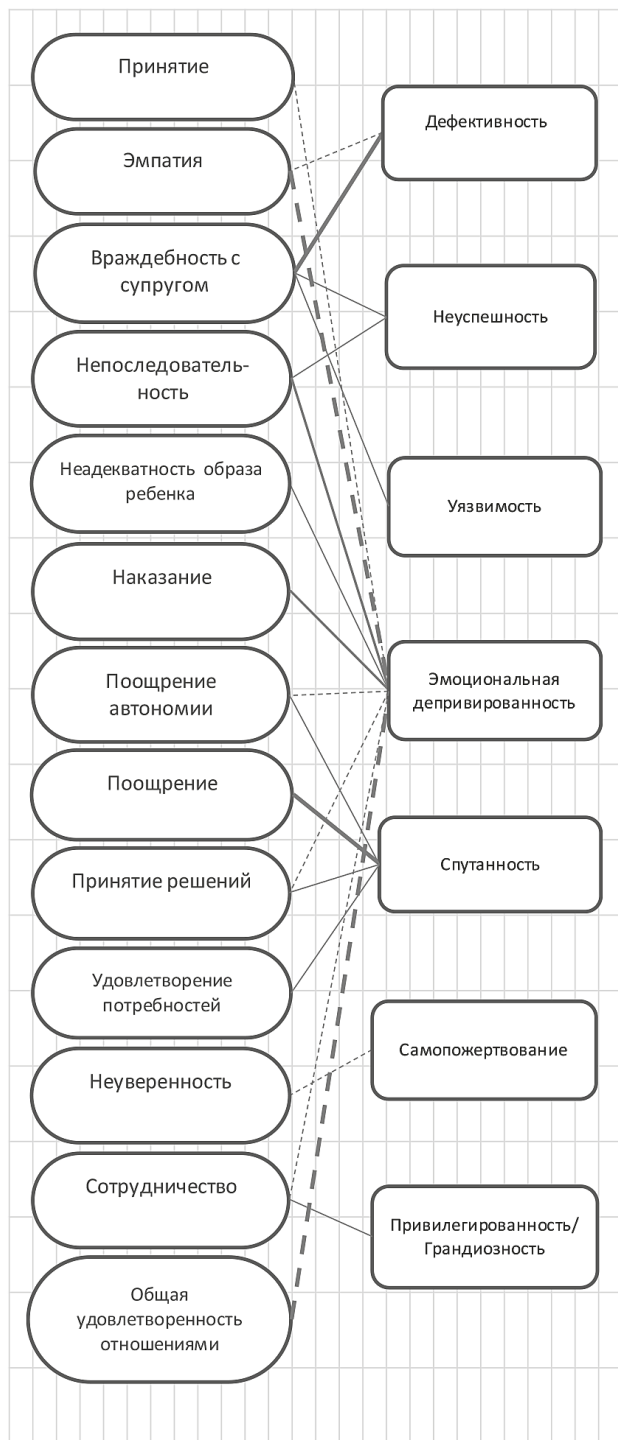 Принятие
Эмпатия
Враждебность с
супругом
Непоследователь-
ность
Неадекватность образа
ребенка
Наказание
Поощрение
автономии
Поощрение
Принятие решений
Удовлетворение
потребностей
Неуверенность
Сотрудничество
Общая
удовлетворенность
отношениями
Дефективность
Неуспешность
Уязвимость
Эмоциональная
депривированность
Спутанность
Самопожертвование
Привилегированность/
Грандиозность